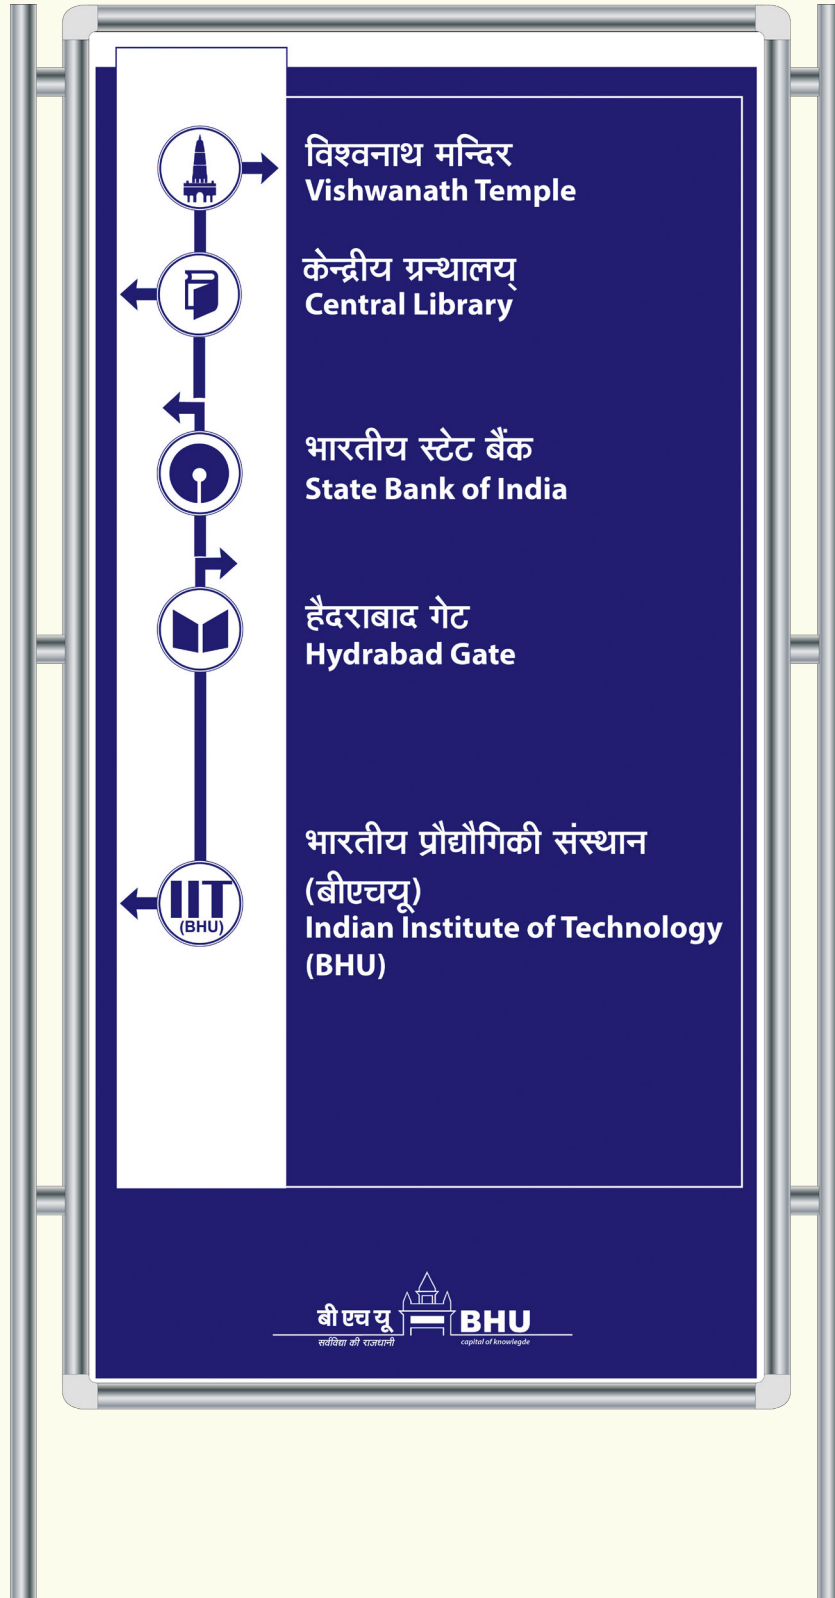 विश्वनाथ मन्दिर
Vishwanath Temple
केन्द्रीय ग्रन्थालय्
Central Library
भारतीय स्टेट बैंक
State Bank of India
हैदराबाद गेट
Hydrabad Gate
भारतीय प्रौद्यौगिकी संस्थान
(बीएचयू)
IIT
(BHU)
Indian Institute of Technology
(BHU)
बी एच यू BHU
सर्वविद्या की राजधानी capital of knowlegde